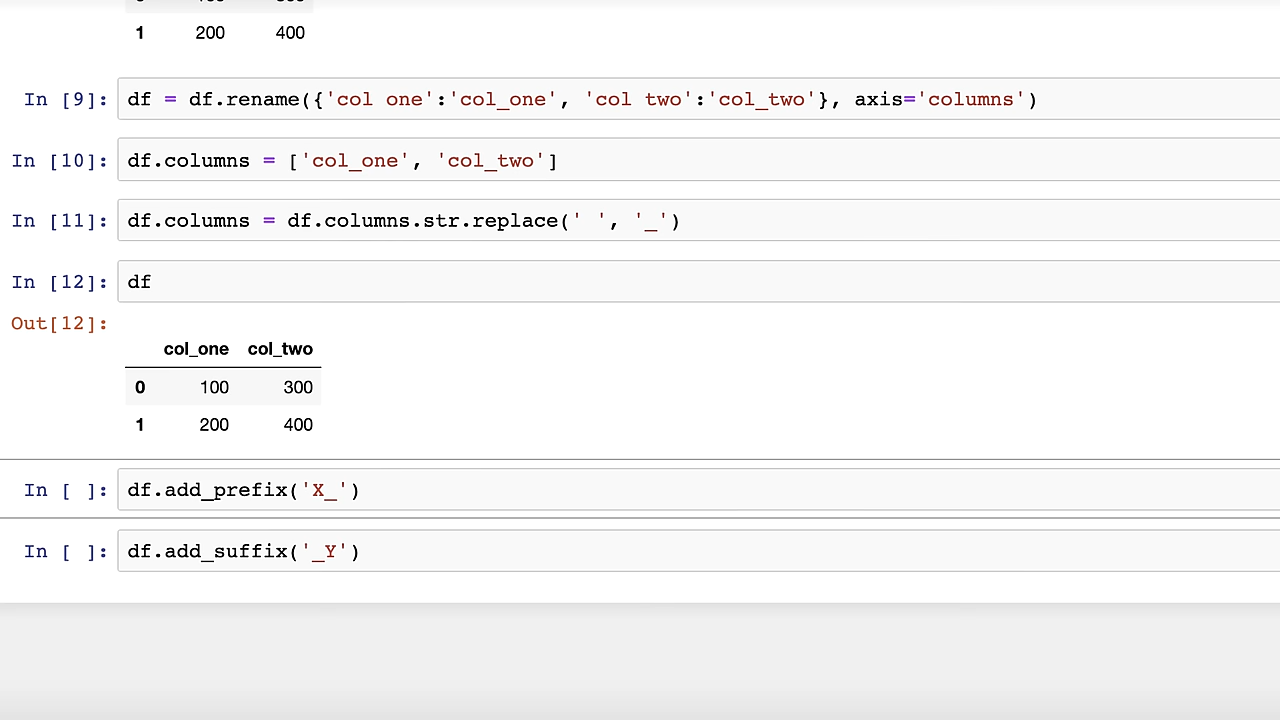 1 200 400
In [9]: df = df.rename({'col one':'col_one', 'col two':'col_two'}, axis='columns')
In [10]: df.columns = ['col_one', 'col_two']
In [11]: df.columns = df.columns.str.replace(' ', '_')
In [12]: df
Out[12]:
col_one col_two
0 100 300
1 200 400
In [ ]: df.add_prefix('X_')
In [ ]: df.add_suffix('_Y')